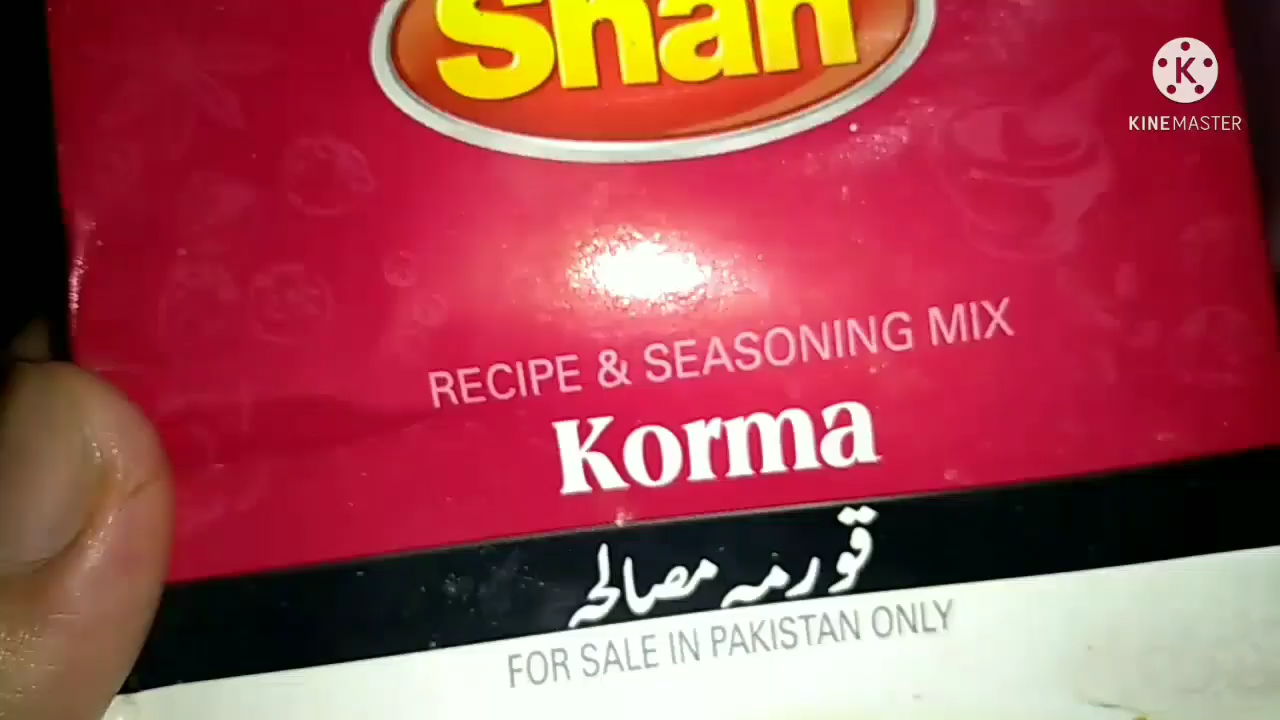 Shan
K
KINEMASTER
RECIPE & SEASONING MIX
Korma
قورمہ مصالحہ
FOR SALE IN PAKISTAN ONLY